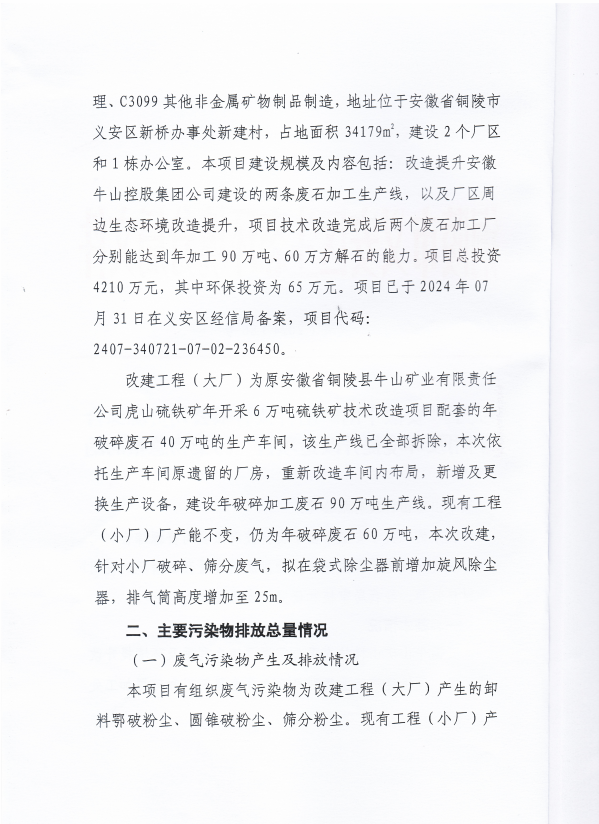 理、C3099 其他非金属矿物制品制造，地址位于安徽省铜陵市
义安区新桥办事处新建村，占地面积 34179m²，建设 2 个厂区
和 1 栋办公室。本项目建设规模及内容包括：改造提升安徽
牛山控股集团公司建设的两条废石加工生产线，以及厂区周
边生态环境改造提升，项目技术改造完成后两个废石加工厂
分别能达到年加工 90 万吨、60 万方解石的能力。项目总投资
4210 万元，其中环保投资为 65 万元。项目已于 2024 年 07
月 31 日在义安区经信局备案，项目代码：
2407-340721-07-02-236450。
改建工程（大厂）为原安徽省铜陵县牛山矿业有限责任
公司虎山硫铁矿年开采 6 万吨硫铁矿技术改造项目配套的年
破碎废石 40 万吨的生产车间，该生产线已全部拆除，本次依
托生产车间原遗留的厂房，重新改造车间内布局，新增及更
换生产设备，建设年破碎加工废石 90 万吨生产线。现有工程
（小厂）厂产能不变，仍为年破碎废石 60 万吨，本次改建，
针对小厂破碎、筛分废气，拟在袋式除尘器前增加旋风除尘
器，排气筒高度增加至 25m。
二、主要污染物排放总量情况
（一）废气污染物产生及排放情况
本项目有组织废气污染物为改建工程（大厂）产生的卸
料鄂破粉尘、圆锥破粉尘、筛分粉尘。现有工程（小厂）产